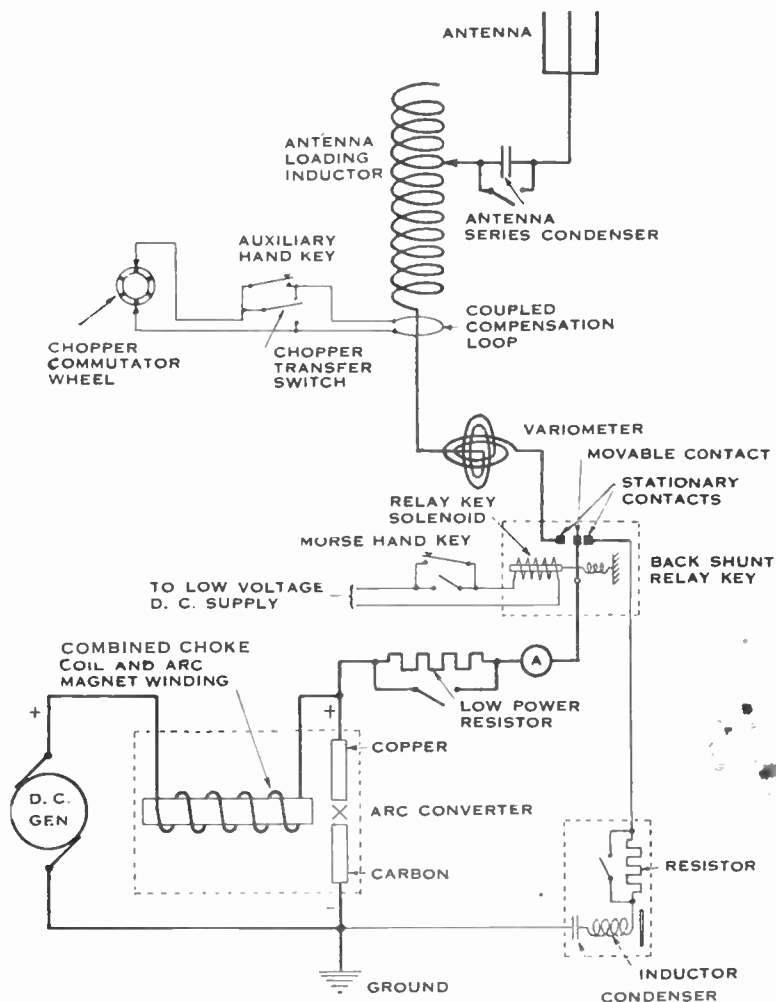 ANTENNA
ANTENNA
LOADING
INDUCTOR
ANTENNA
SERIES CONDENSER
AUXILIARY
HAND KEY
COUPLED
COMPENSATION
LOOP
CHOPPER
COMMUTATOR
WHEEL
CHOPPER
TRANSFER
SWITCH
VARIOMETER
MOVABLE CONTACT
STATIONARY
CONTACTS
RELAY KEY
SOLENOID
MORSE HAND KEY
BACK SHUNT
RELAY KEY
TO LOW VOLTAGE
D. C. SUPPLY
COMBINED CHOKE
COIL AND ARC
MAGNET WINDING
A
LOW POWER
RESISTOR
+
+
COPPER
D. C.
GEN
ARC CONVERTER
CARBON
-
-
RESISTOR
GROUND
INDUCTOR
CONDENSER